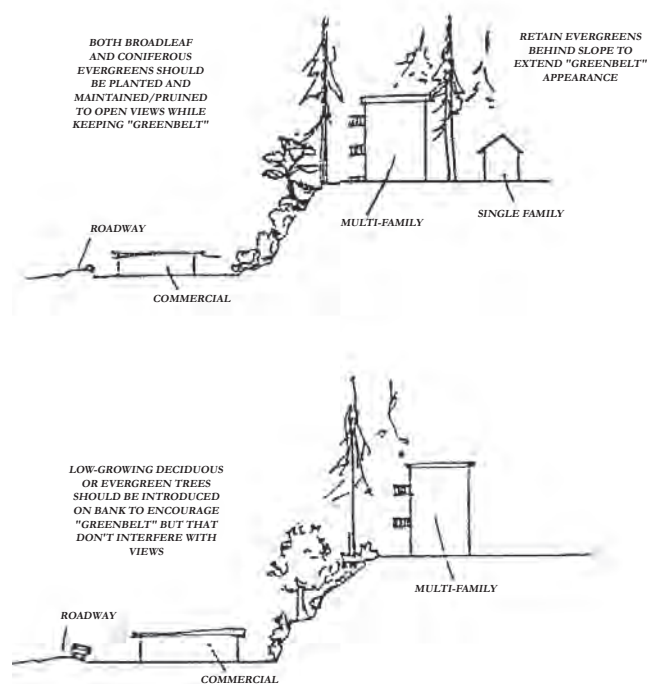 BOTH BROADLEAF
AND CONIFEROUS
EVERGREENS SHOULD
BE PLANTED AND
MAINTAINED/PRUINED
TO OPEN VIEWS WHILE
KEEPING "GREENBELT"
RETAIN EVERGREENS
BEHIND SLOPE TO
EXTEND "GREENBELT"
APPEARANCE
ROADWAY
COMMERCIAL
MULTI-FAMILY
SINGLE FAMILY
LOW-GROWING DECIDUOUS
OR EVERGREEN TREES
SHOULD BE INTRODUCED
ON BANK TO ENCOURAGE
"GREENBELT" BUT THAT
DON'T INTERFERE WITH
VIEWS
ROADWAY
COMMERCIAL
MULTI-FAMILY